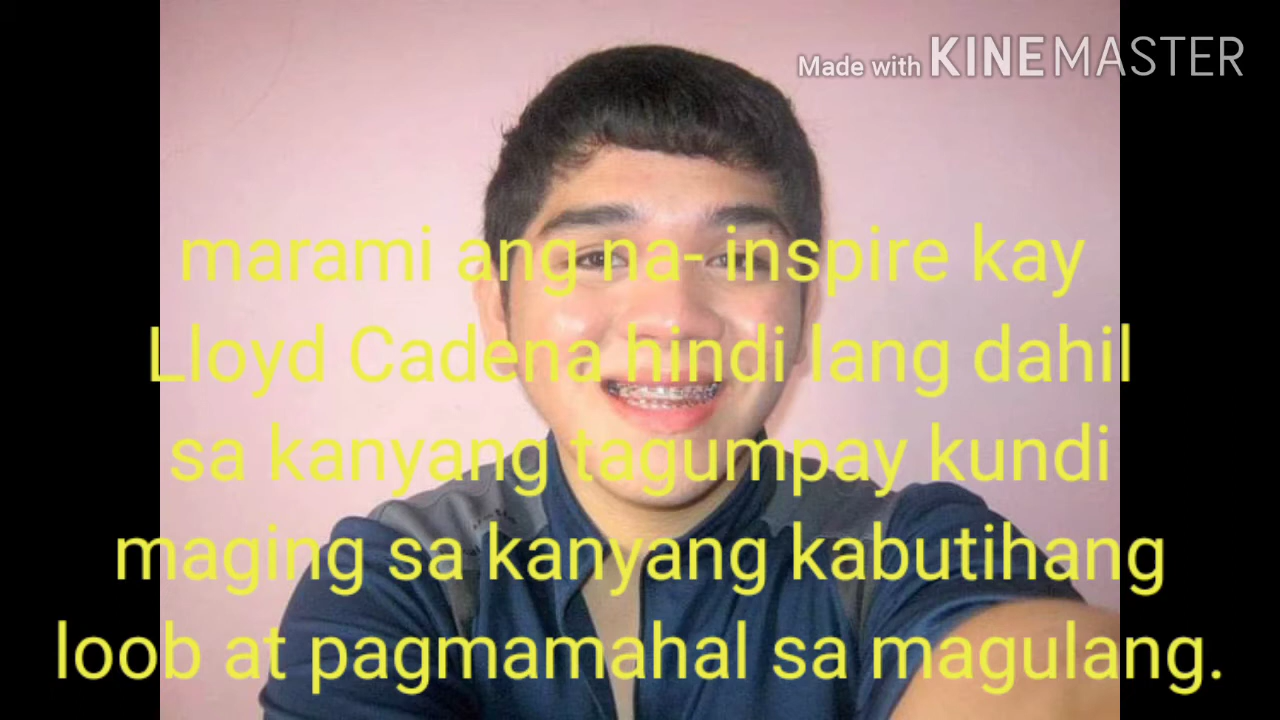 Made with KINEMASTER
marami ang na- inspire kay
Lloyd Cadena hindi lang dahil
sa kanyang tagumpay kundi
maging sa kanyang kabutihang
loob at pagmamahal sa magulang.